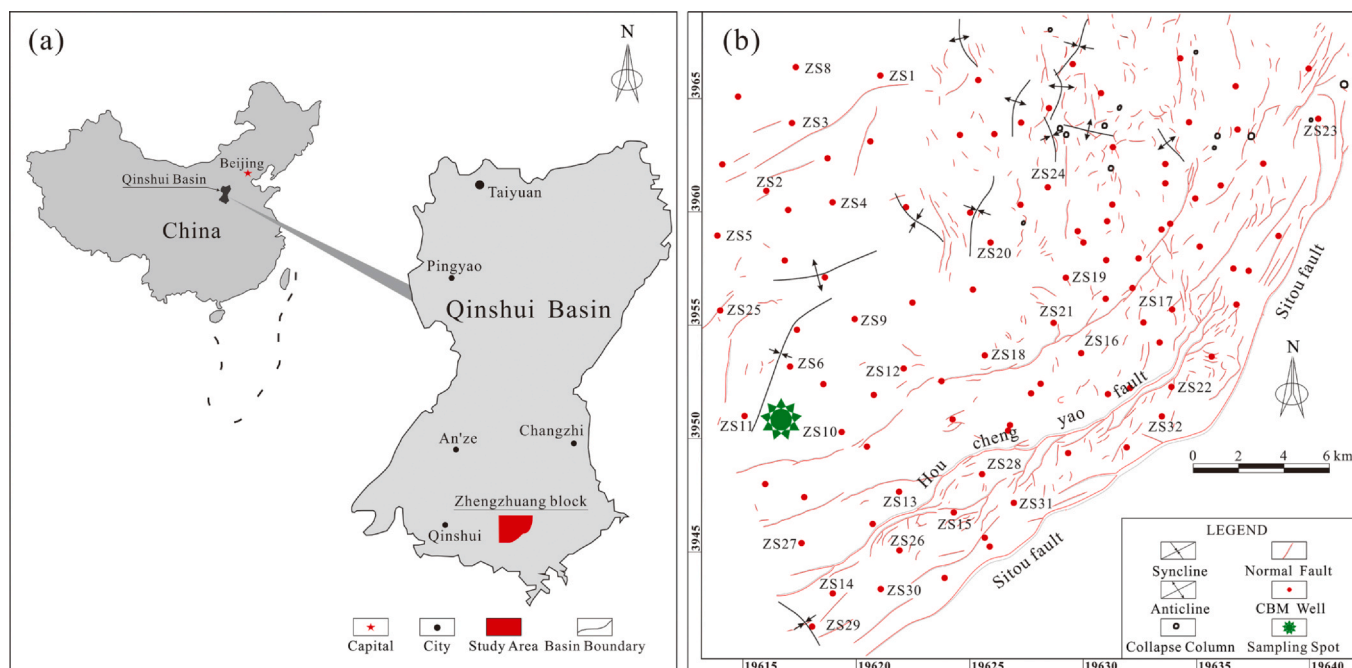 (a)
N
Beijing
Qinshui Basin
China
Taiyuan
Pingyao
Qinshui Basin
An'ze
Changzhi
Zhengzhuang block
Qinshui
Capital
City
Study Area
Basin Boundary
(b)
3965
3960
3955
3950
3945
ZS8
ZS1
ZS3
ZS23
ZS24
ZS2
ZS4
ZS5
ZS20
ZS19
ZS25
ZS9
ZS21
ZS17
Sitou fault
ZS16
ZS18
ZS6
ZS12
N
ZS22
ZS11
ZS10
ZS32
Hou cheng yao fault
0 2 4 6 km
ZS28
ZS13
ZS31
ZS15
ZS27
ZS26
Sitou fault
ZS14
ZS30
ZS29
LEGEND
Syncline
Normal Fault
Anticline
CBM Well
Collapse Column
Sampling Spot
19615
19620
19625
19630
19635
19640